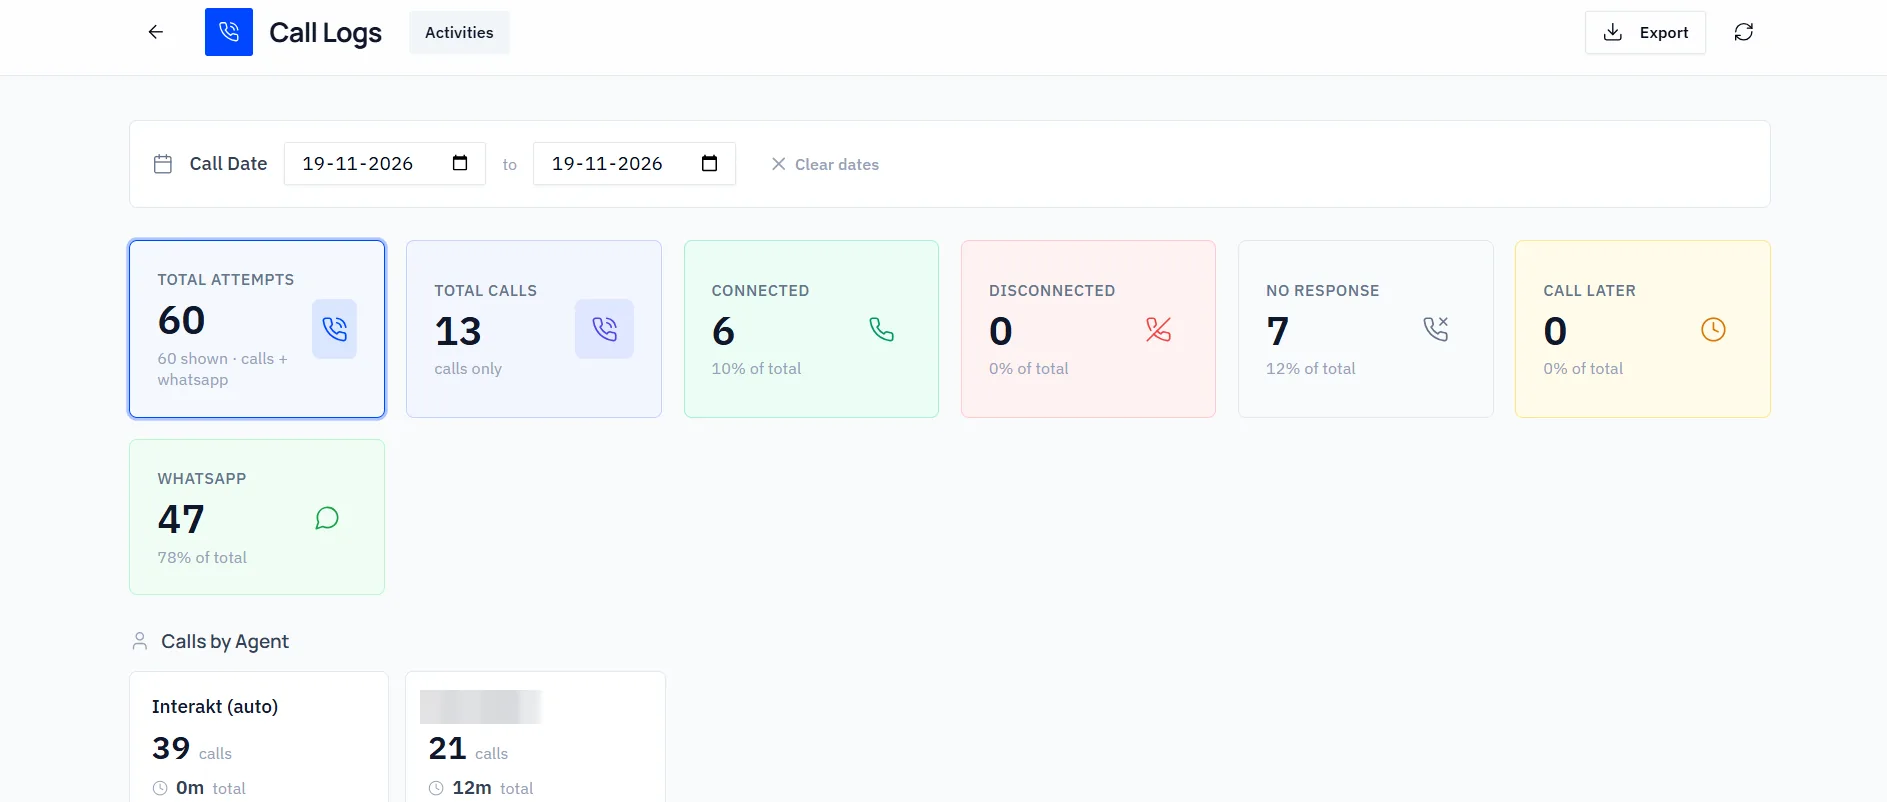 Call Logs
Activities
Export
Call Date
19-11-2026
to
19-11-2026
Clear dates
TOTAL ATTEMPTS
60
60 shown · calls +
whatsapp
TOTAL CALLS
13
calls only
CONNECTED
6
10% of total
DISCONNECTED
0
0% of total
NO RESPONSE
7
12% of total
CALL LATER
0
0% of total
WHATSAPP
47
78% of total
Calls by Agent
Interakt (auto)
39 calls
0m total
21 calls
12m total